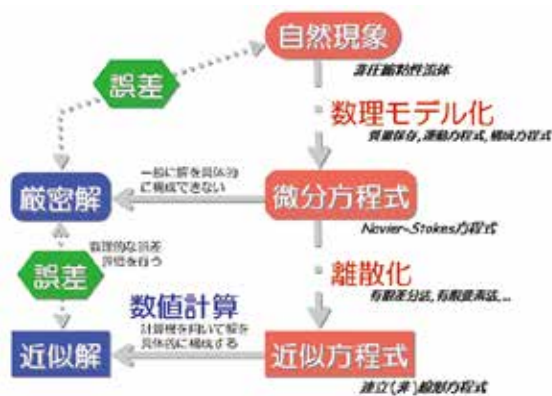 自然現象
非圧縮粘性流体
誤差
数理モデル化
質量保存,運動方程式,構成方程式
厳密解
一般に解を具体的
に構成できない
微分方程式
Navier-Stokes方程式
数理的な誤差
評価を行う
誤差
離散化
有限差分法,有限要素法,...
数値計算
計算機を用いて解を
具体的に構成する
近似解
近似方程式
連立(非)線形方程式